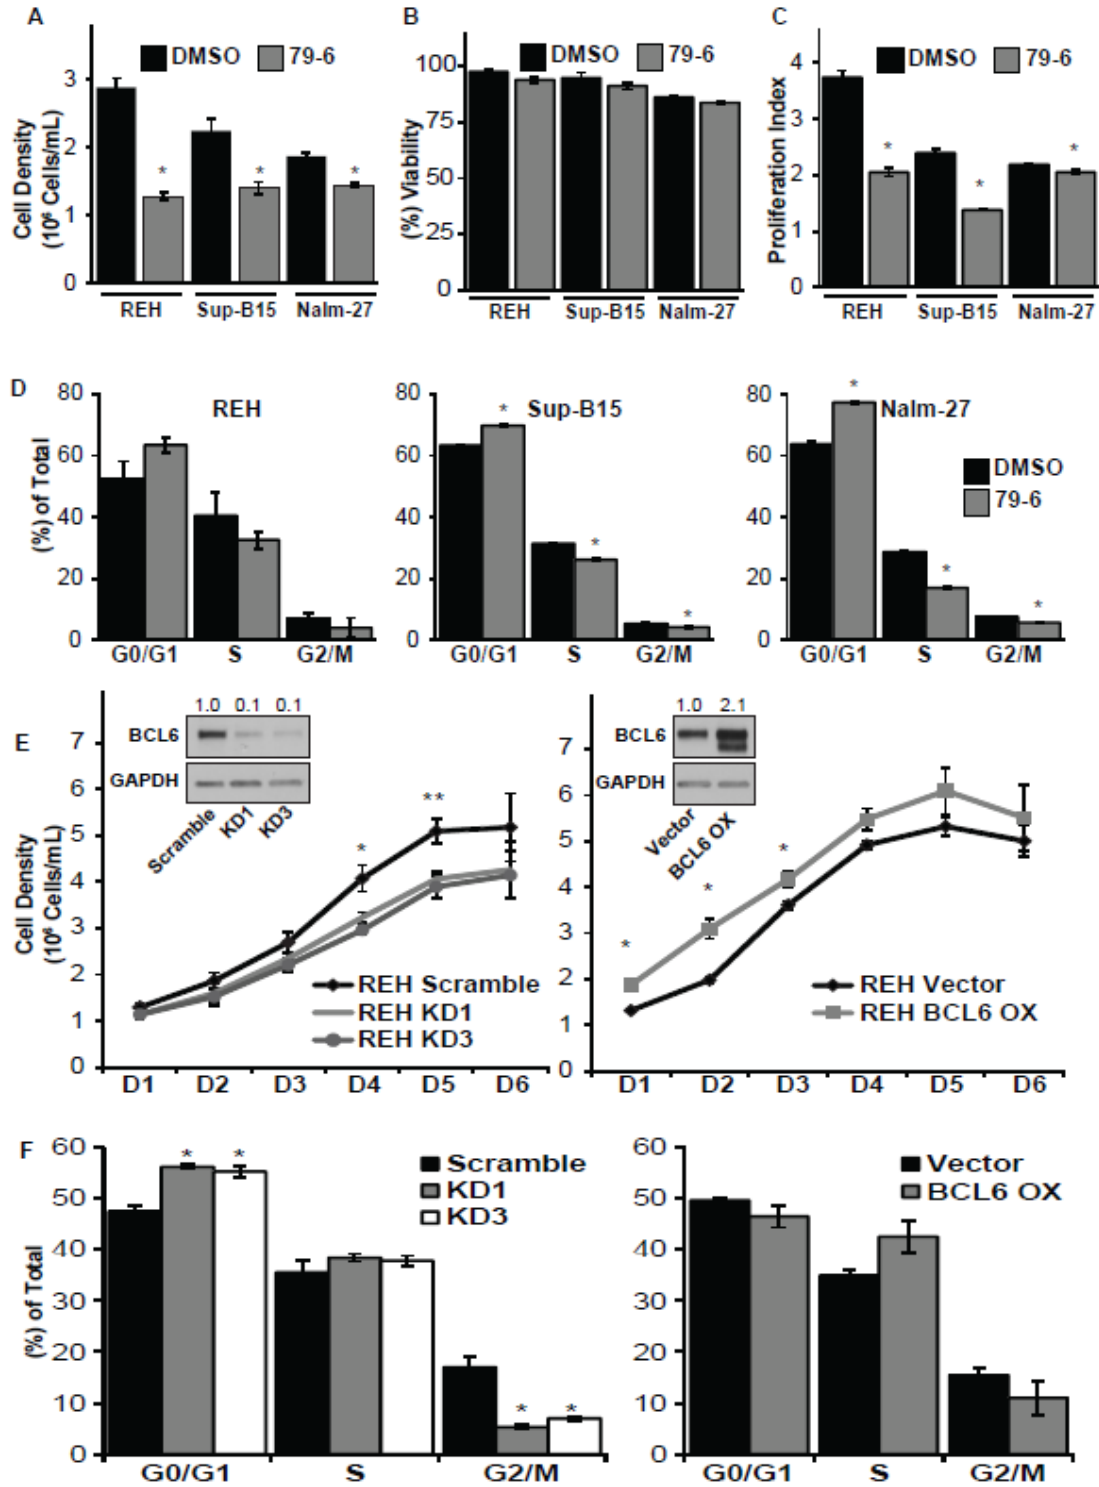 A
DMSO 79-6
Cell Density
(10⁶ Cells/mL)
3
2
1
0
* * *
REH Sup-B15 Nalm-27
B
DMSO 79-6
(%) Viability
100
75
50
25
0
REH Sup-B15 Nalm-27
C
DMSO 79-6
Proliferation Index
4
3
2
1
0
* * *
REH Sup-B15 Nalm-27
D
(%) of Total
80
60
40
20
0
REH
G0/G1 S G2/M
80
60
40
20
0
Sup-B15
* * *
G0/G1 S G2/M
80
60
40
20
0
Nalm-27
* * *
DMSO
79-6
G0/G1 S G2/M
E
Cell Density
(10⁶ Cells/mL)
7
6
5
4
3
2
1
0
1.0 0.1 0.1
BCL6
GAPDH
Scramble KD1 KD3
* **
REH Scramble
REH KD1
REH KD3
D1 D2 D3 D4 D5 D6
7
6
5
4
3
2
1
0
1.0 2.1
BCL6
GAPDH
Vector BCL6 OX
* * *
REH Vector
REH BCL6 OX
D1 D2 D3 D4 D5 D6
F
(%) of Total
60
50
40
30
20
10
0
* * * *
Scramble
KD1
KD3
G0/G1 S G2/M
60
50
40
30
20
10
0
Vector
BCL6 OX
G0/G1 S G2/M